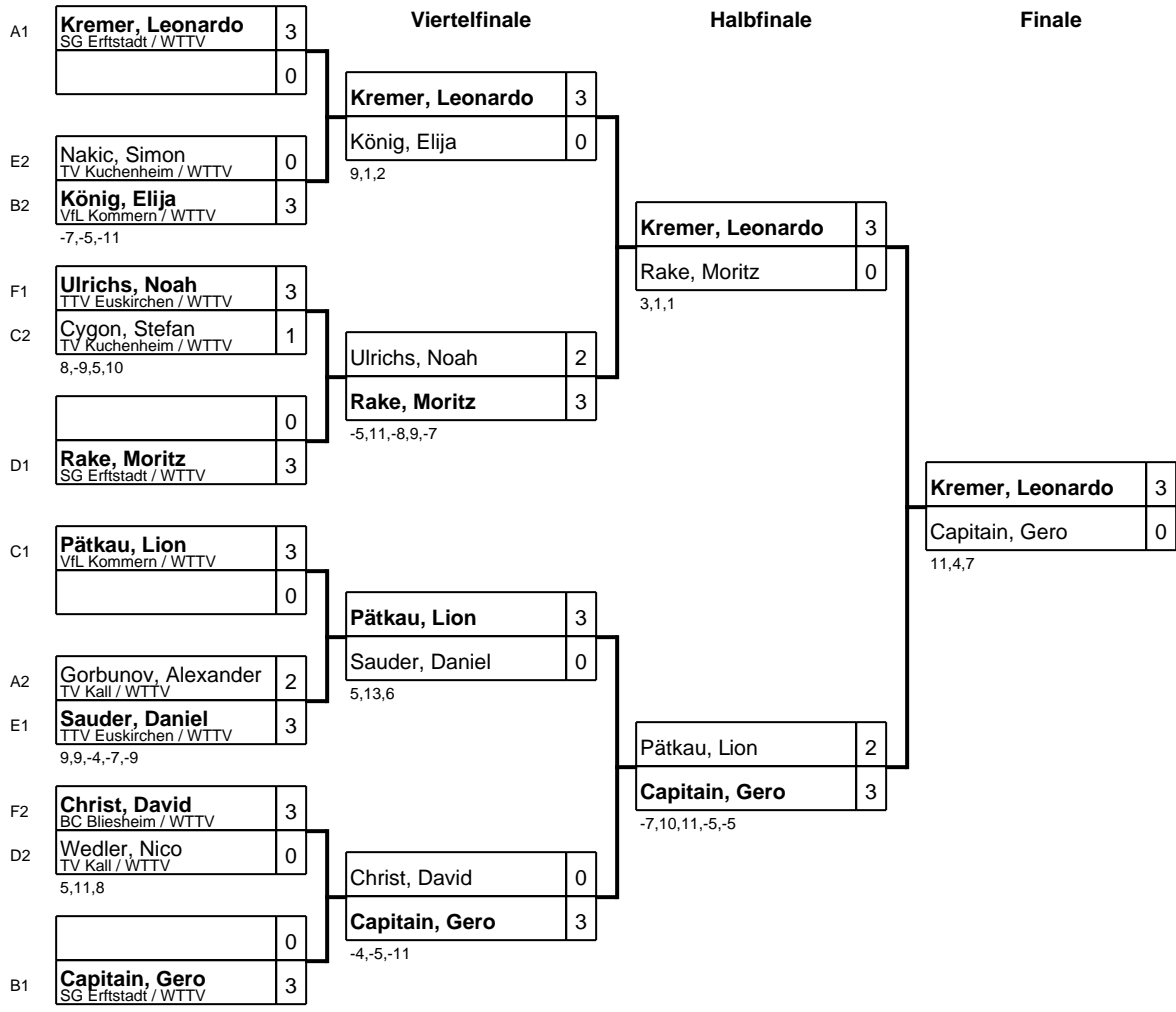 Viertelfinale
Halbfinale
Finale
A1
Kremer, Leonardo 3
SG Erftstadt / WTTV
0
E2
Nakic, Simon 0
TV Kuchenheim / WTTV
B2
König, Elija 3
VfL Kommern / WTTV
-7,-5,-11
F1
Ulrichs, Noah 3
TTV Euskirchen / WTTV
C2
Cygon, Stefan 1
TV Kuchenheim / WTTV
8,-9,5,10
0
D1
Rake, Moritz 3
SG Erftstadt / WTTV
C1
Pätkau, Lion 3
VfL Kommern / WTTV
0
A2
Gorbunov, Alexander 2
TV Kall / WTTV
E1
Sauder, Daniel 3
TTV Euskirchen / WTTV
9,9,-4,-7,-9
F2
Christ, David 3
BC Bliesheim / WTTV
D2
Wedler, Nico 0
TV Kall / WTTV
5,11,8
0
B1
Capitain, Gero 3
SG Erftstadt / WTTV
Kremer, Leonardo 3
König, Elija 0
9,1,2
Ulrichs, Noah 2
Rake, Moritz 3
-5,11,-8,9,-7
Pätkau, Lion 3
Sauder, Daniel 0
5,13,6
Christ, David 0
Capitain, Gero 3
-4,-5,-11
Kremer, Leonardo 3
Rake, Moritz 0
3,1,1
Pätkau, Lion 2
Capitain, Gero 3
-7,10,11,-5,-5
Kremer, Leonardo 3
Capitain, Gero 0
11,4,7